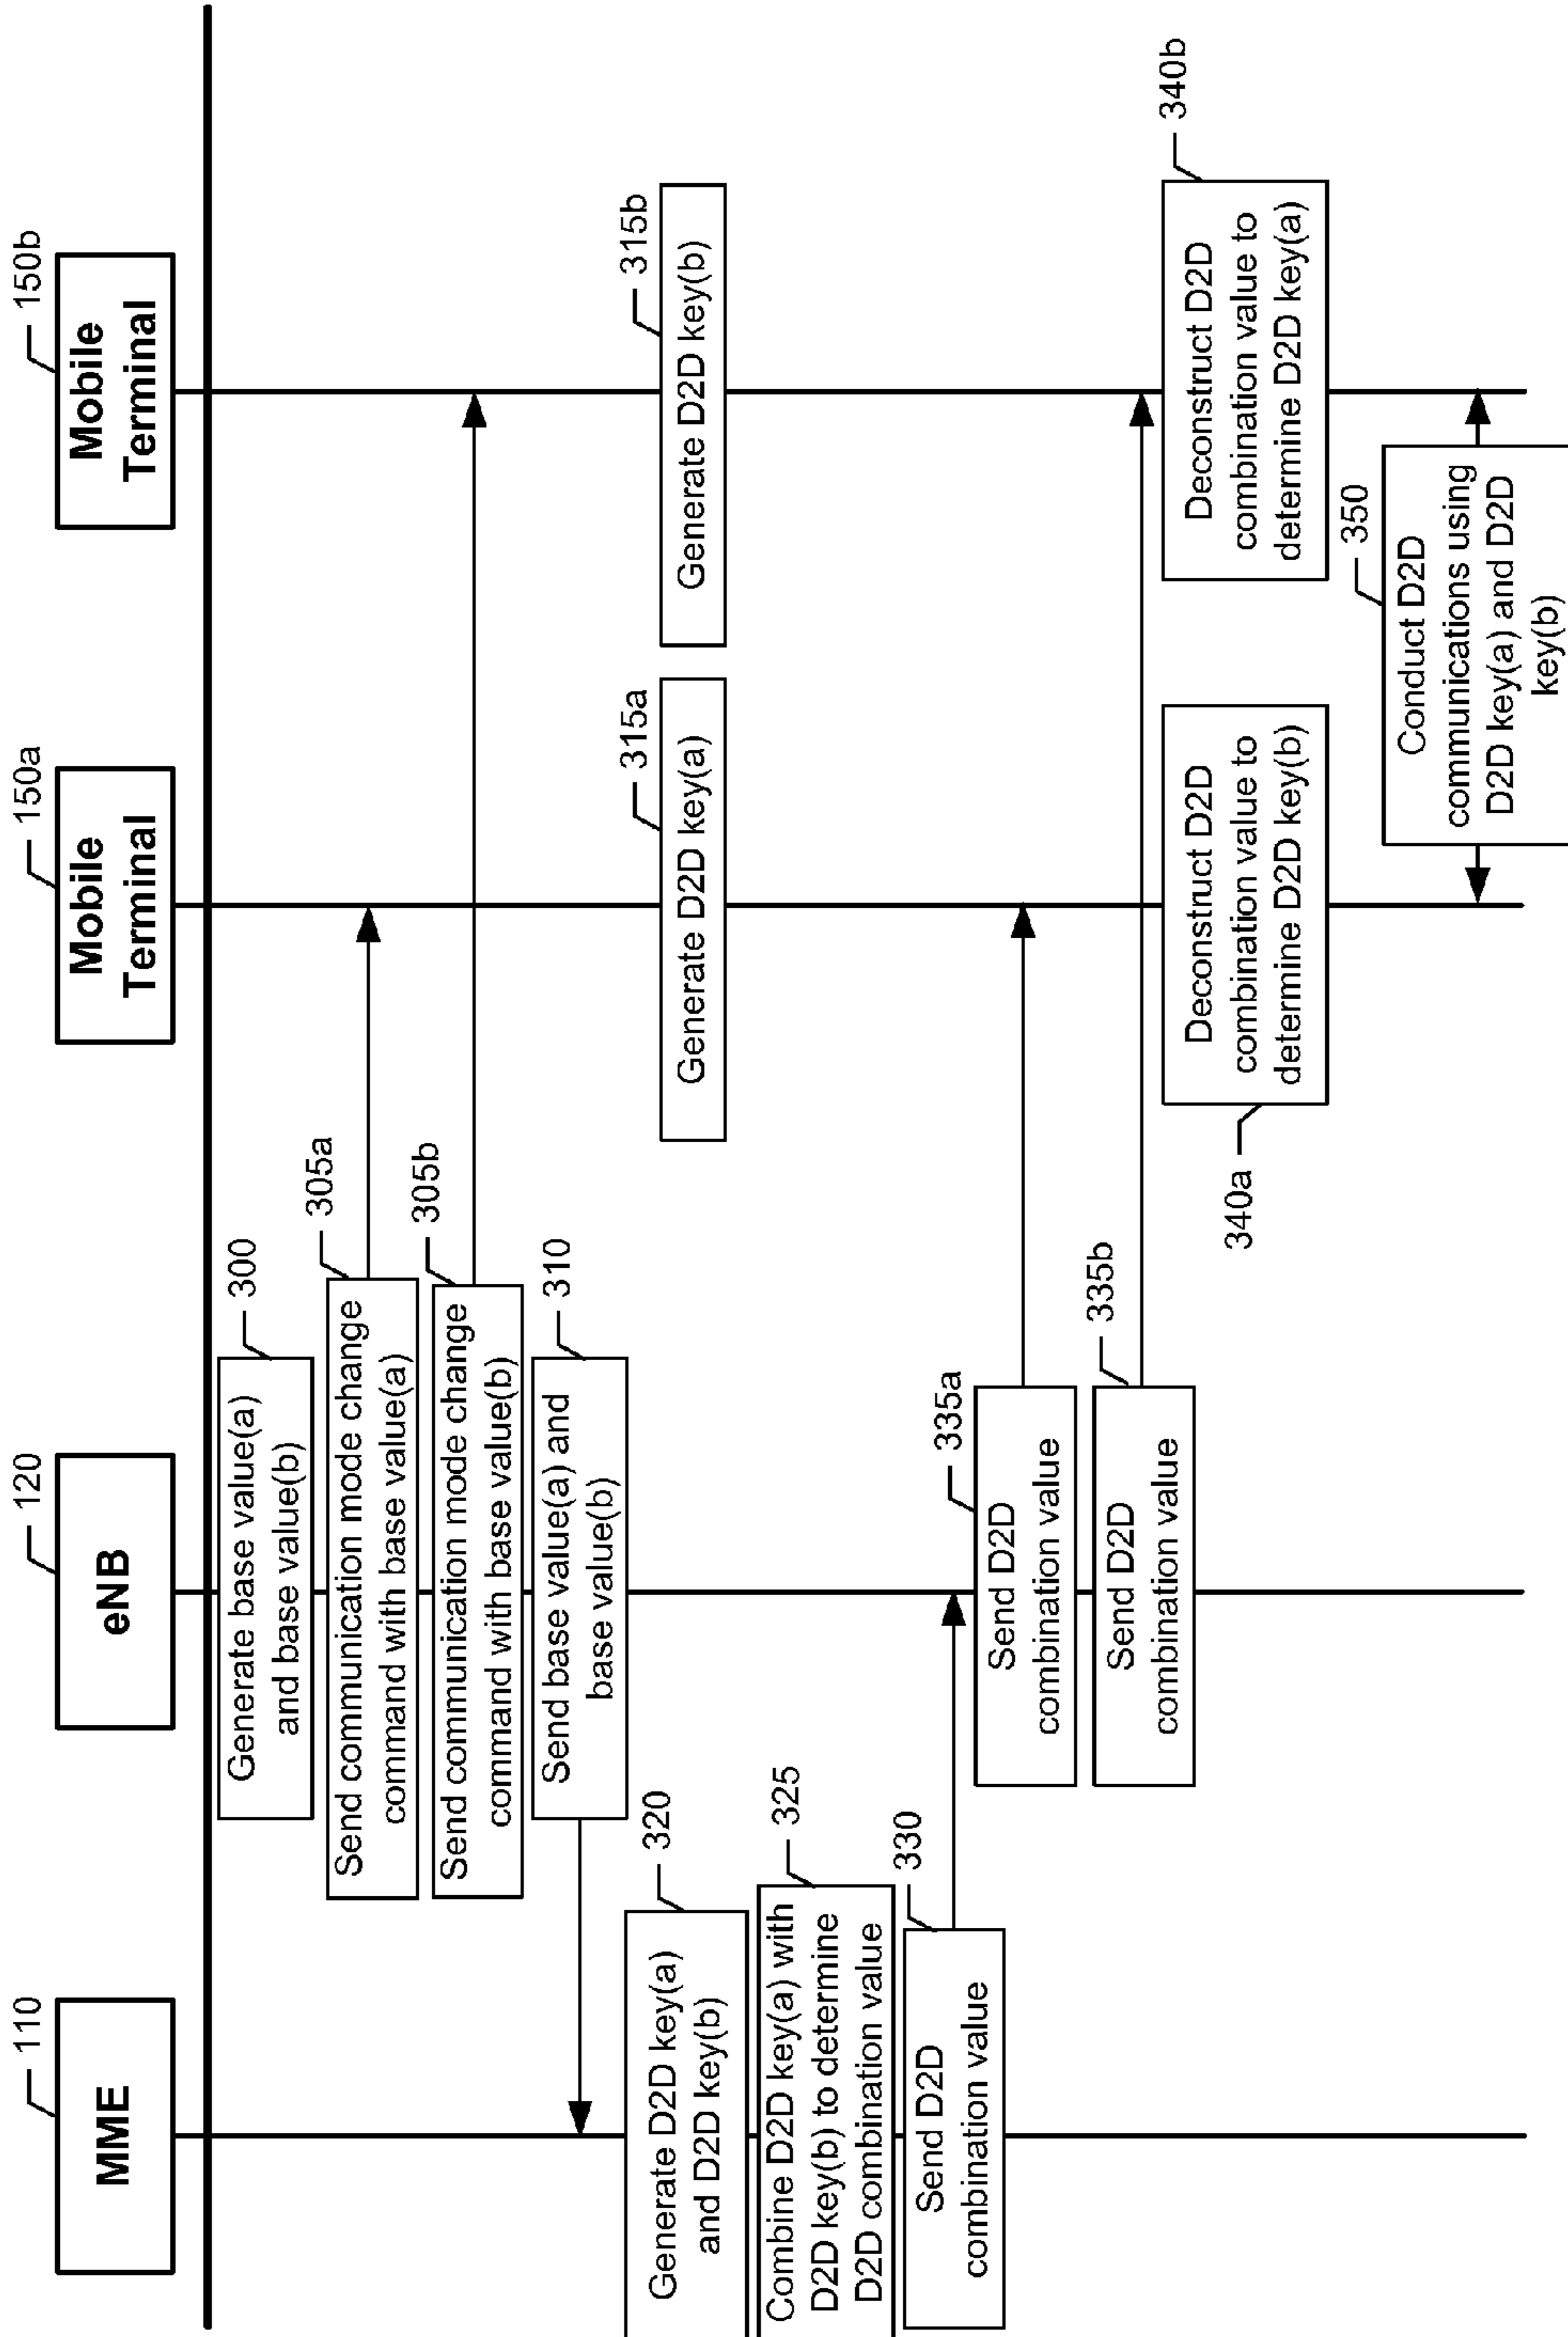 110
MME
120
eNB
150a
Mobile
Terminal
150b
Mobile
Terminal
300
Generate base value(a)
and base value(b)
305a
Send communication mode change
command with base value(a)
305b
Send communication mode change
command with base value(b)
310
Send base value(a) and
base value(b)
315a
Generate D2D key(a)
315b
Generate D2D key(b)
320
Generate D2D key(a)
and D2D key(b)
325
Combine D2D key(a) with
D2D key(b) to determine
D2D combination value
330
Send D2D
combination value
335a
Send D2D
combination value
335b
Send D2D
combination value
340a
Deconstruct D2D
combination value to
determine D2D key(b)
340b
Deconstruct D2D
combination value to
determine D2D key(a)
350
Conduct D2D
communications using
D2D key(a) and D2D
key(b)